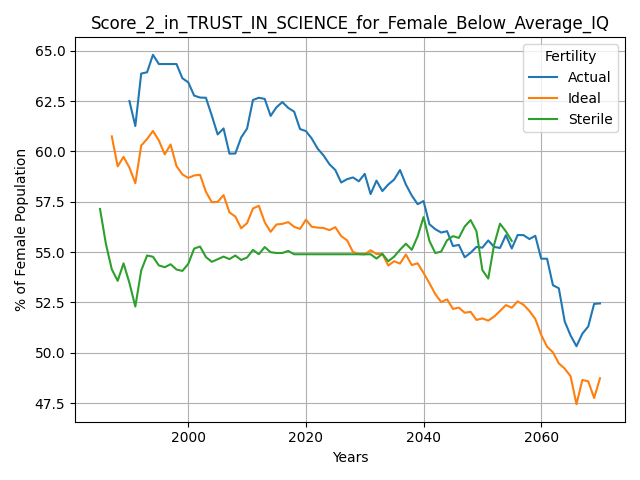 Score_2_in_TRUST_IN_SCIENCE_for_Female_Below_Average_IQ
Fertility
Actual
Ideal
Sterile
% of Female Population
65.0
62.5
60.0
57.5
55.0
52.5
50.0
47.5
2000 2020 2040 2060
Years